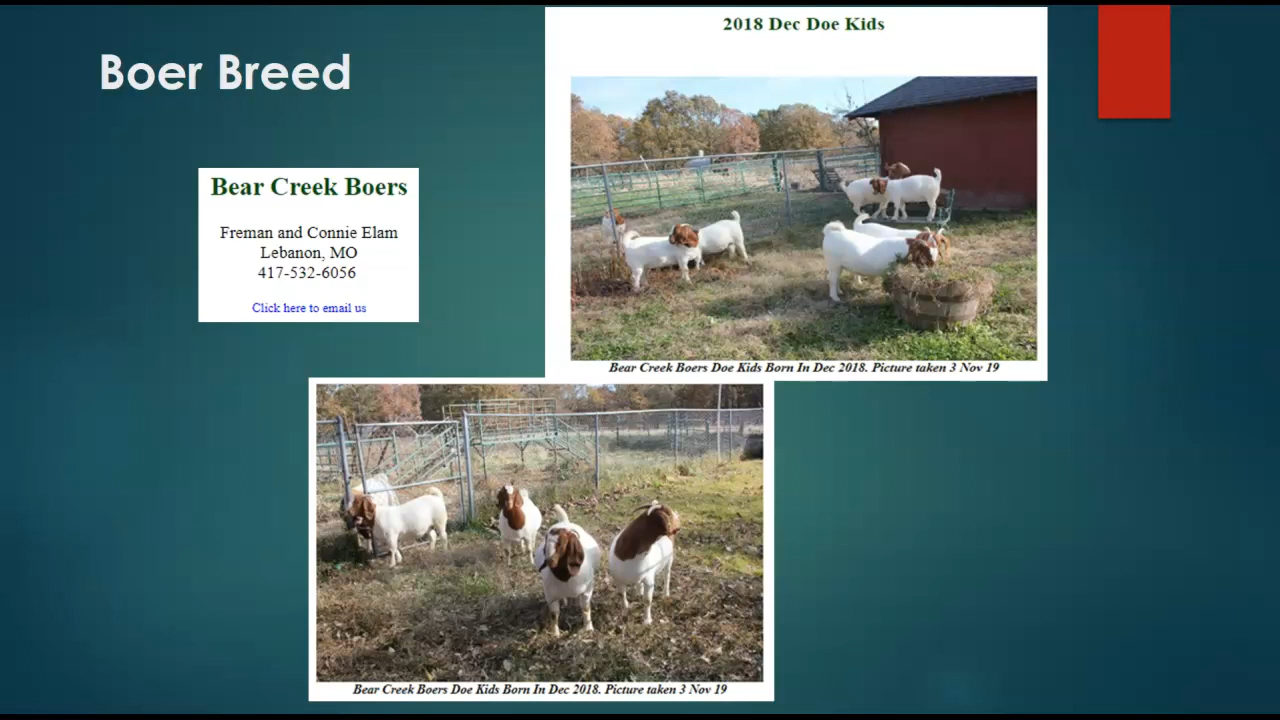 Boer Breed
Bear Creek Boers
Freman and Connie Elam
Lebanon, MO
417-532-6056
Click here to email us
2018 Dec Doe Kids
Bear Creek Boers Doe Kids Born In Dec 2018. Picture taken 3 Nov 19
Bear Creek Boers Doe Kids Born In Dec 2018. Picture taken 3 Nov 19